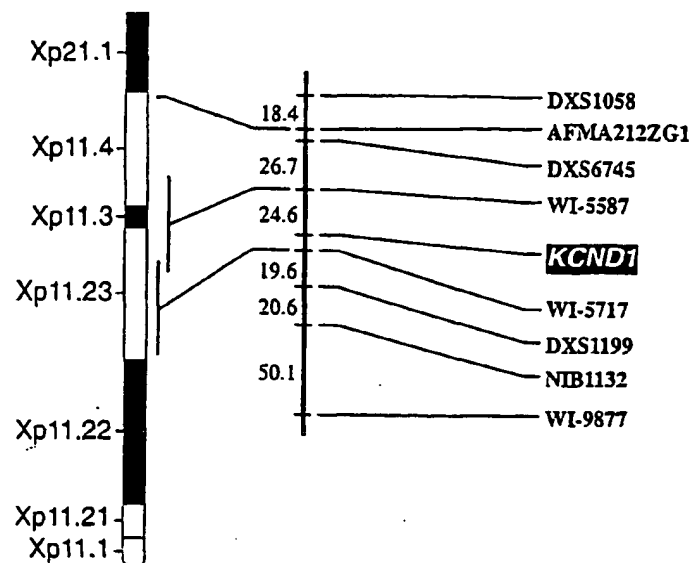 Xp21.1
Xp11.4
Xp11.3
Xp11.23
Xp11.22
Xp11.21
Xp11.1
18.4
26.7
24.6
19.6
20.6
50.1
DXS1058
AFMA212ZG1
DXS6745
WI-5587
KCND1
WI-5717
DXS1199
NIB1132
WI-9877